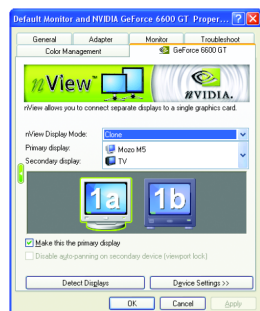 Default Monitor and NVIDIA GeForce 6600 GT Proper...
General Adapter Monitor Troubleshoot
Color Management GeForce 6600 GT
nView™ NVIDIA.
nView allows you to connect separate displays to a single graphics card.
nView Display Mode: Clone
Primary display: Mozo M5
Secondary display: TV
1a 1b
Make this the primary display
Disable auto-panning on secondary device (viewport lock)
Detect Displays Device Settings >>
OK Cancel Apply